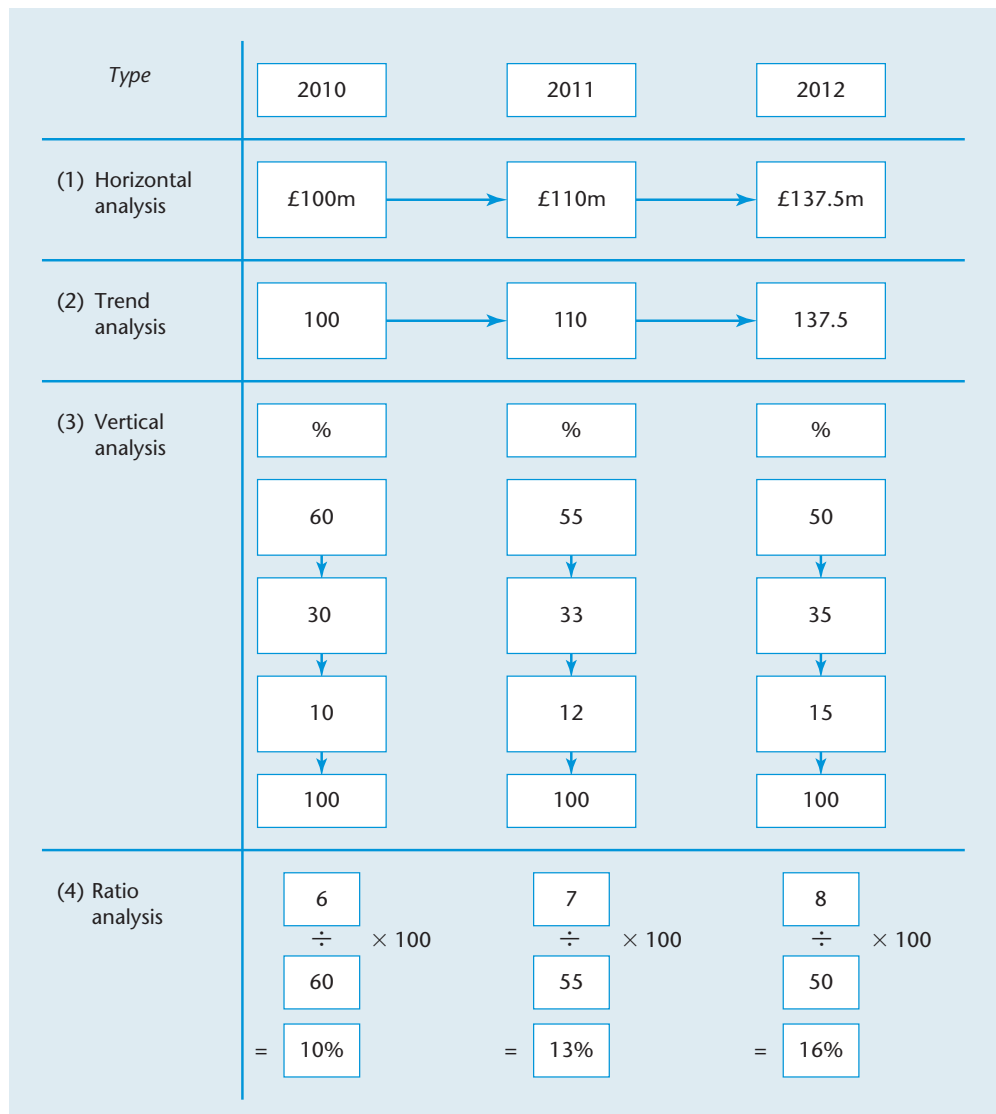 Type 2010 2011 2012
(1) Horizontal
analysis
£100m £110m £137.5m
(2) Trend
analysis
100 110 137.5
(3) Vertical
analysis
% % %
60 55 50
30 33 35
10 12 15
100 100 100
(4) Ratio
analysis
6 7 8
÷ × 100 ÷ × 100 ÷ × 100
60 55 50
= 10% = 13% = 16%